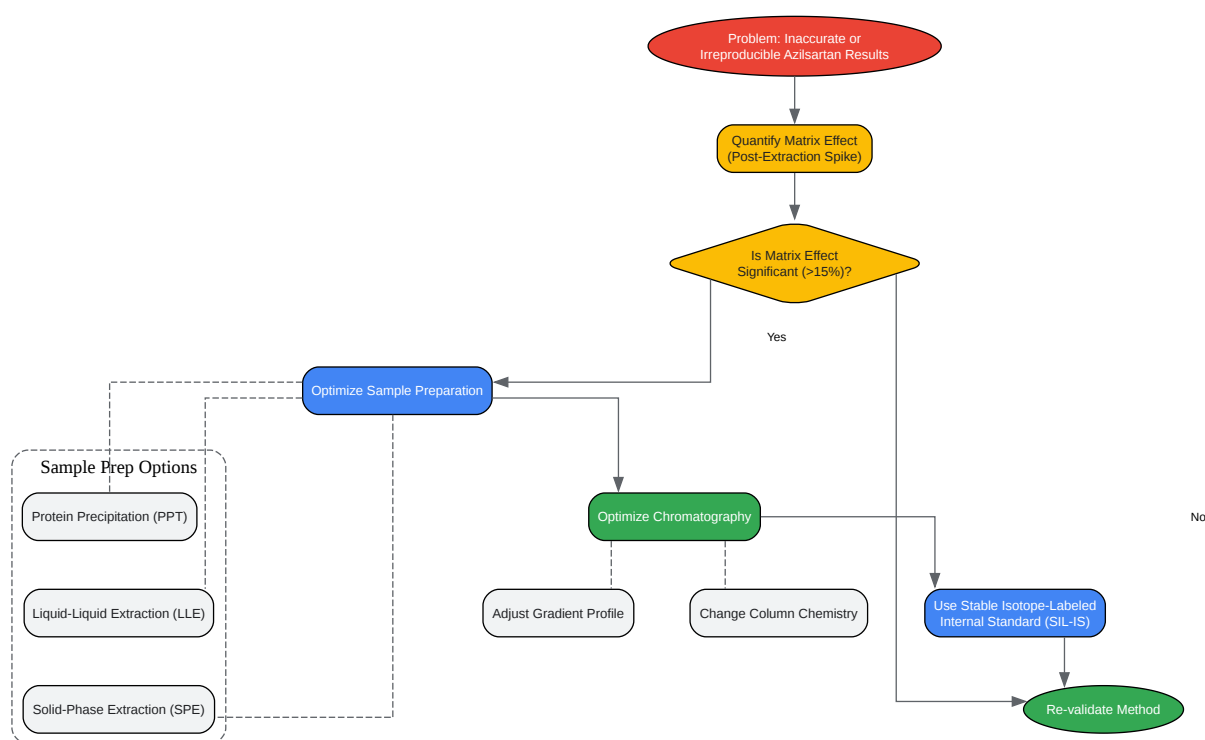 Problem: Inaccurate or
Irreproducible Azilsartan Results
Quantify Matrix Effect
(Post-Extraction Spike)
Is Matrix Effect
Significant (>15%)?
Yes
Optimize Sample Preparation
Sample Prep Options
Protein Precipitation (PPT)
Optimize Chromatography
No
Liquid-Liquid Extraction (LLE)
Adjust Gradient Profile
Change Column Chemistry
Use Stable Isotope-Labeled
Internal Standard (SIL-IS)
Solid-Phase Extraction (SPE)
Re-validate Method